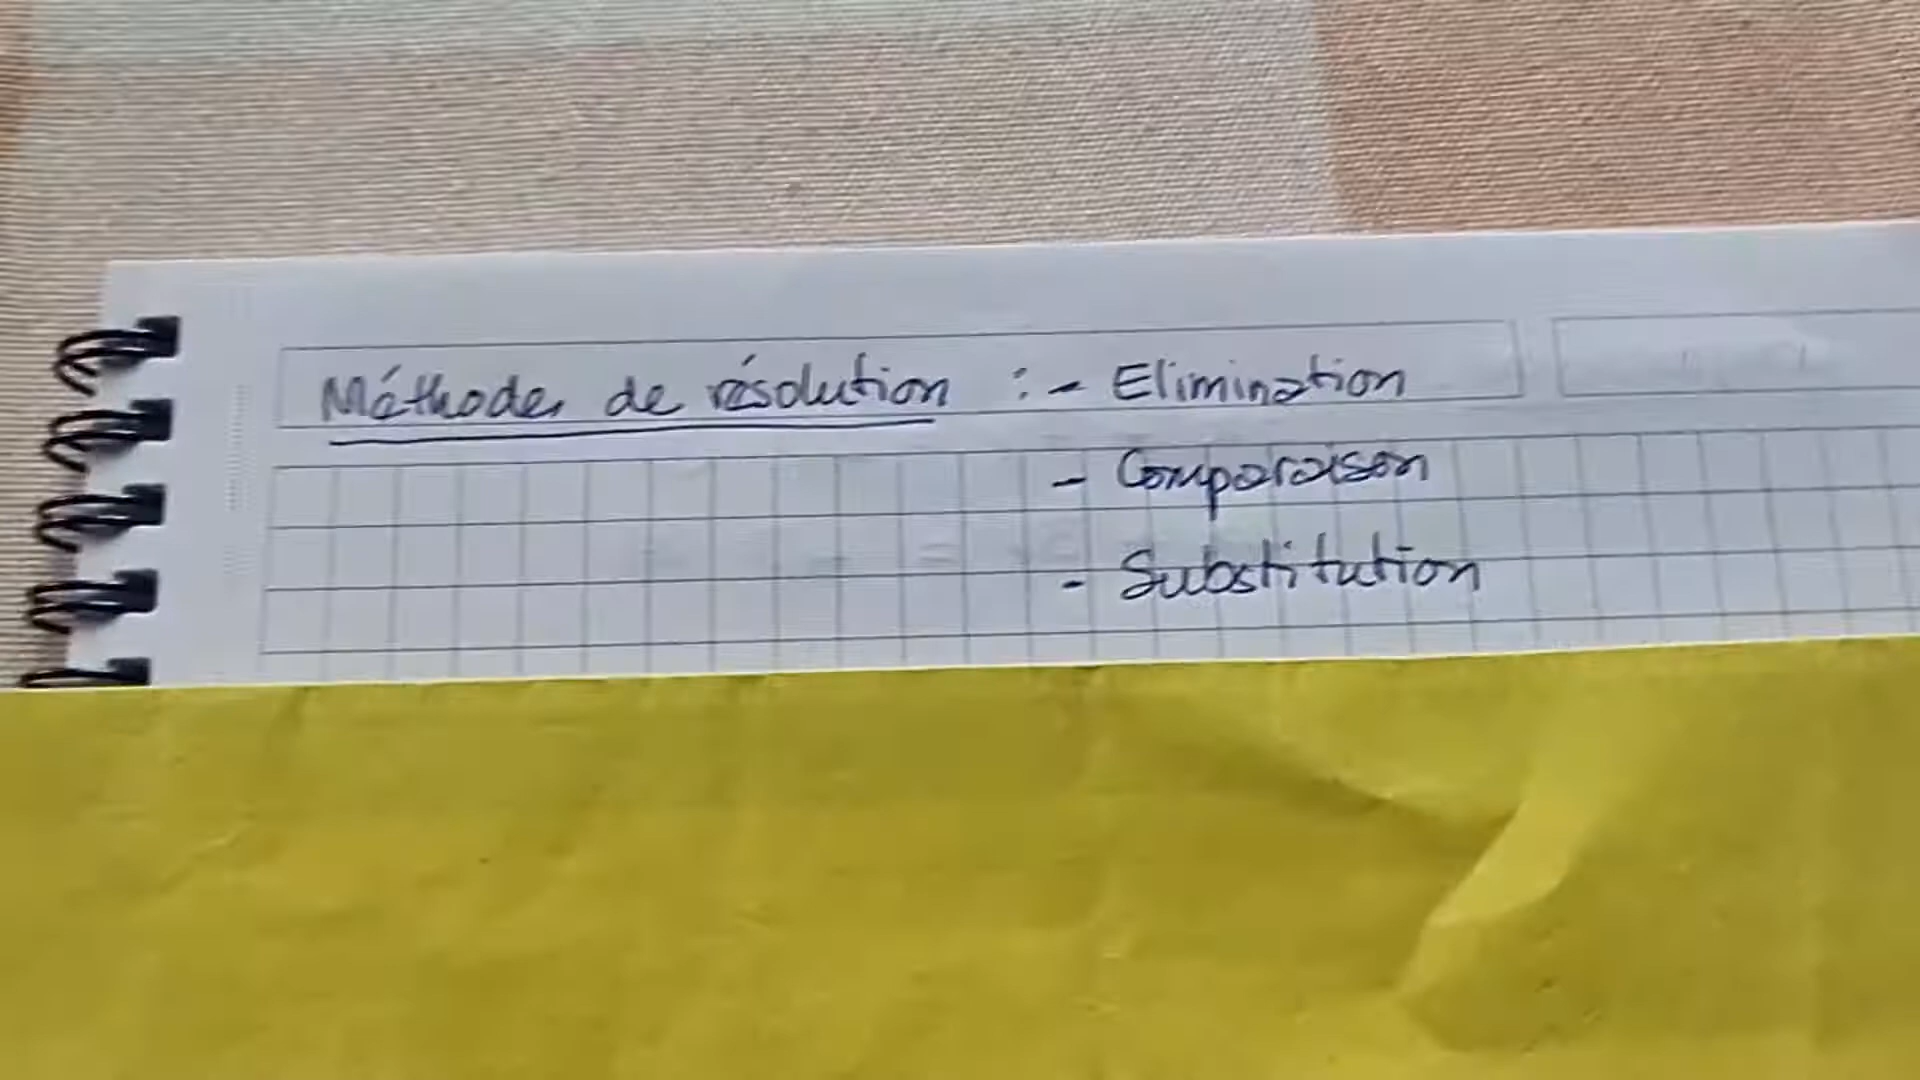 Méthodes de résolution : - Elimination
- Comparaison
- Substitution